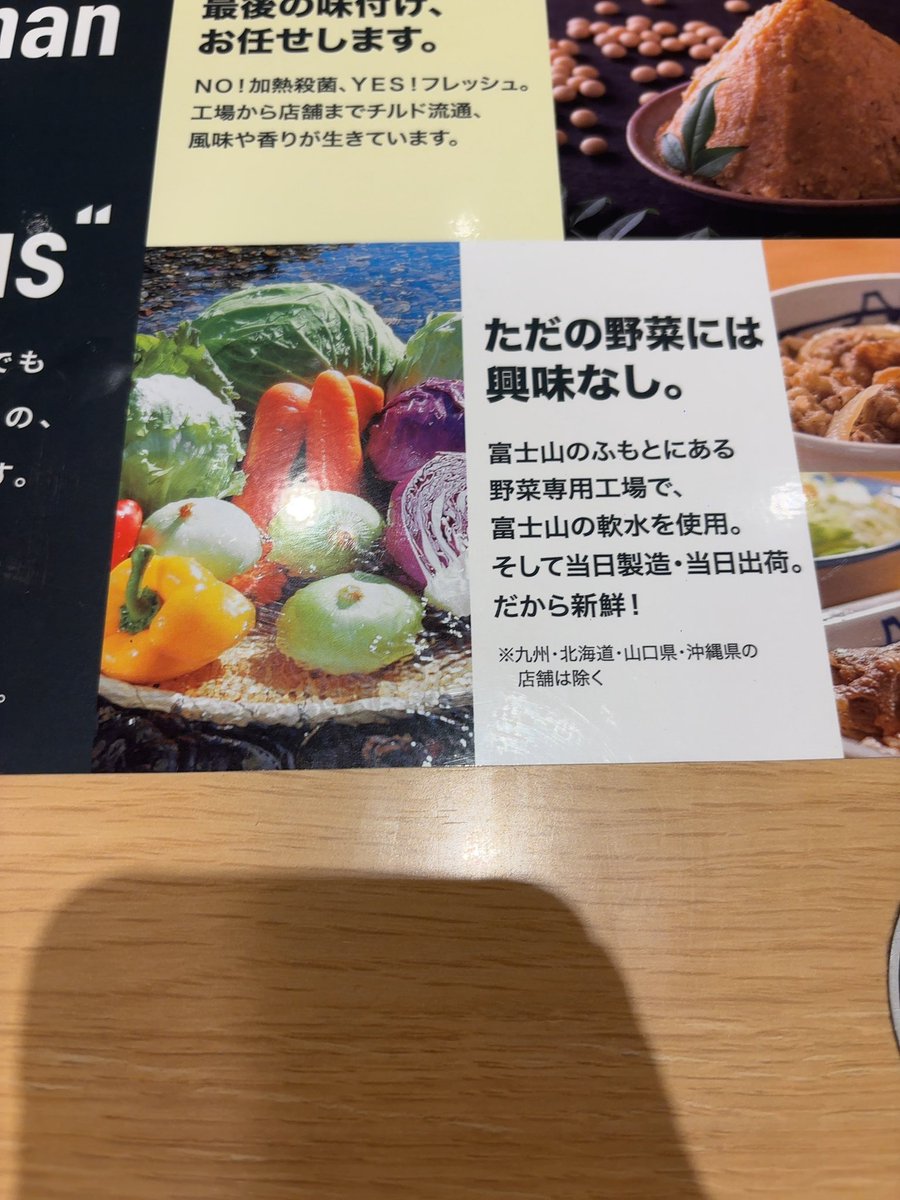 man
us“
でも
の、
す。
。
最後の味付け、
お任せします。
NO!加熱殺菌、YES!フレッシュ。
工場から店舗までチルド流通、
風味や香りが生きています。
ただの野菜には
興味なし。
富士山のふもとにある
野菜専用工場で、
富士山の軟水を使用。
そして当日製造・当日出荷。
だから新鮮!
※九州・北海道・山口県・沖縄県の
店舗は除く